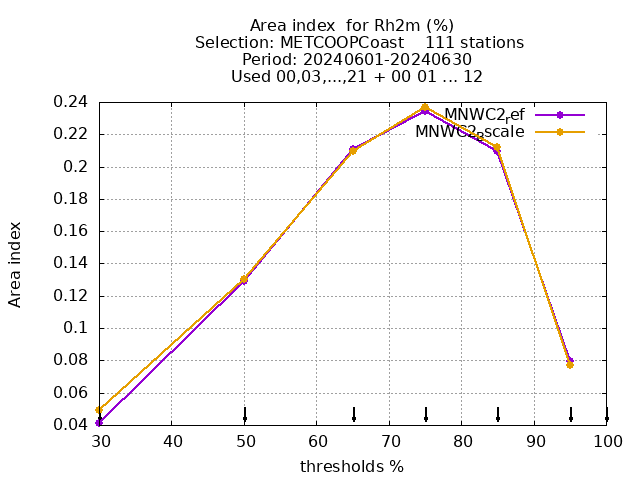 Area index  for Rh2m (%)
Selection: METCOOPCoast    111 stations
Period: 20240601-20240630
Used 00,03,...,21 + 00 01 ... 12
MNWC2ref
MNWC2scale
0.24
0.22
0.2
0.18
0.16
0.14
0.12
0.1
0.08
0.06
0.04
Area index
30 40 50 60 70 80 90 100
thresholds %